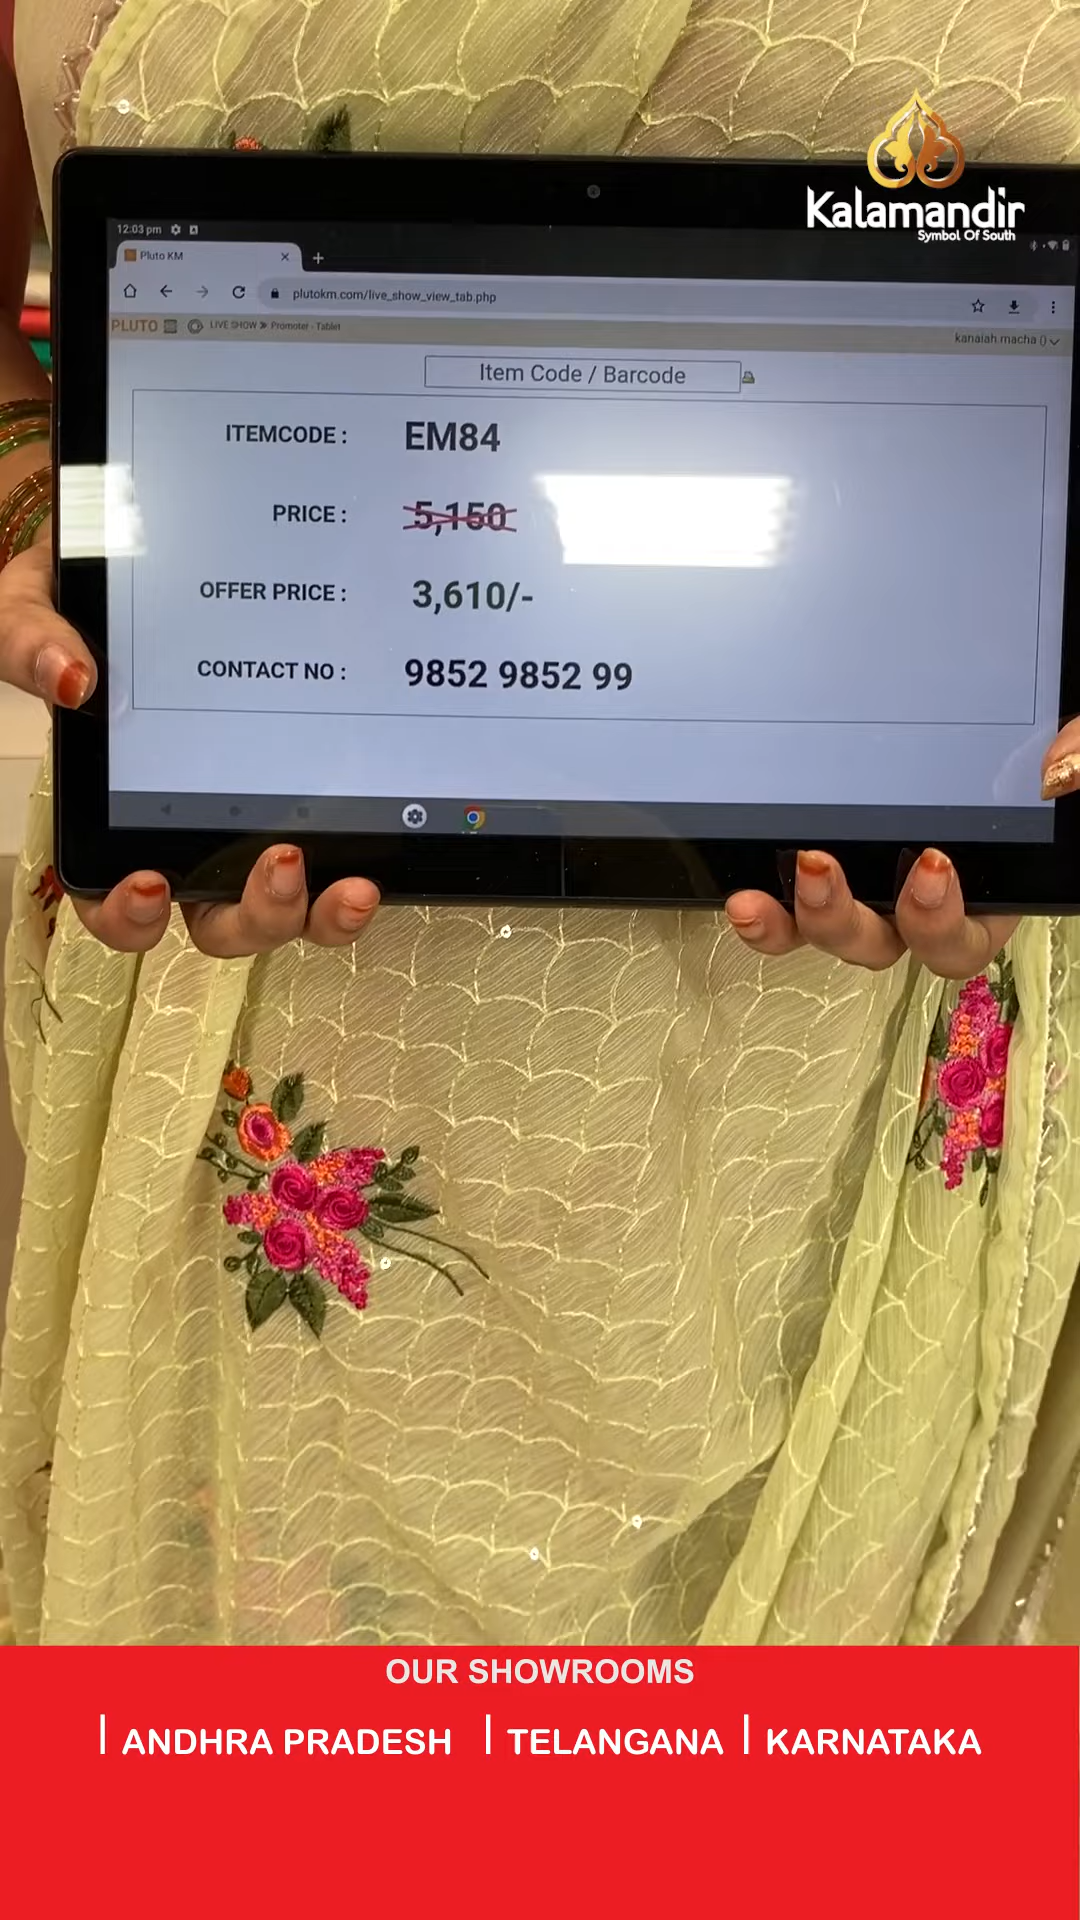 Kalamandir
Symbol Of South
12:03 pm
Pluto KM
plutokm.com/live_show_view_tab.php
PLUTO
LIVE SHOW >> Promoter - Tablet
kanaiah.macha ()
Item Code / Barcode
ITEMCODE : EM84
PRICE : 5,150
OFFER PRICE : 3,610/-
CONTACT NO : 9852 9852 99
OUR SHOWROOMS
| ANDHRA PRADESH | TELANGANA | KARNATAKA